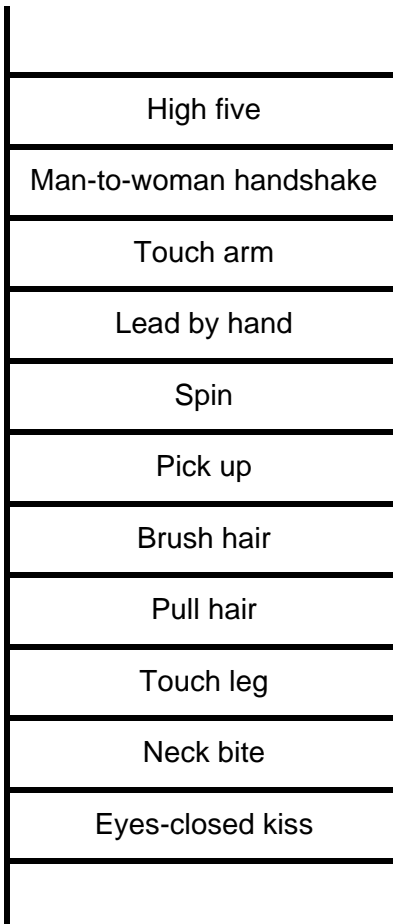 High five
Man-to-woman handshake
Touch arm
Lead by hand
Spin
Pick up
Brush hair
Pull hair
Touch leg
Neck bite
Eyes-closed kiss